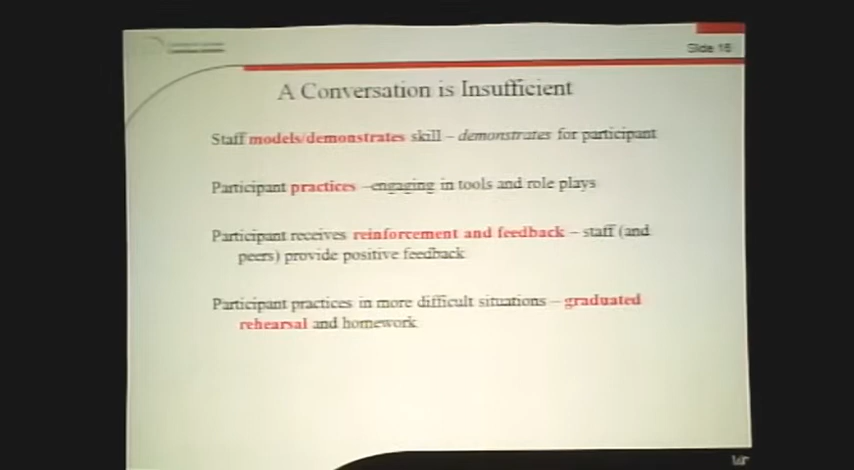 Slide 16
A Conversation is Insufficient
Staff models/demonstrates skill – demonstrates for participant
Participant practices –engaging in tools and role plays
Participant receives reinforcement and feedback – staff (and
peers) provide positive feedback
Participant practices in more difficult situations – graduated
rehearsal and homework